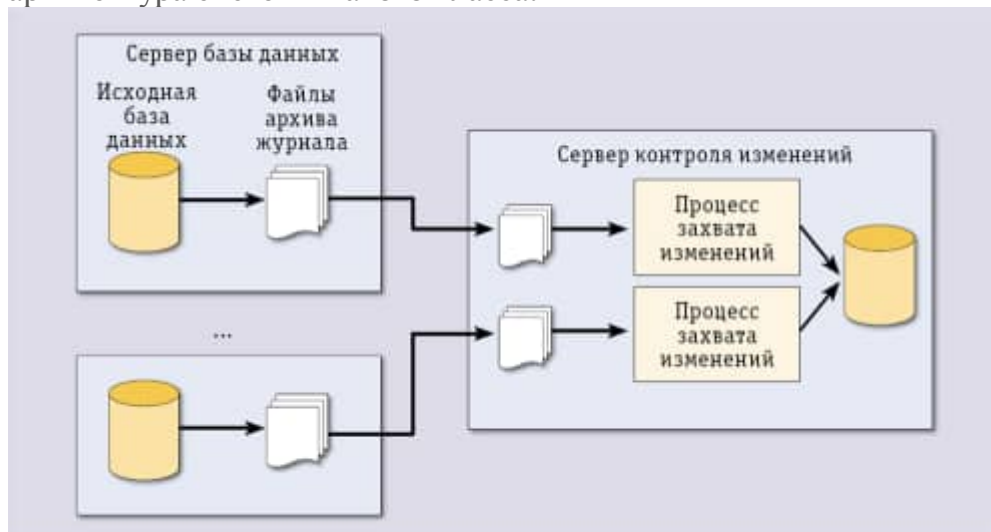 Сервер базы данных
Исходная
база
данных
Файлы
архива
журнала
Сервер контроля изменений
Процесс
захвата
изменений
...
Процесс
захвата
изменений